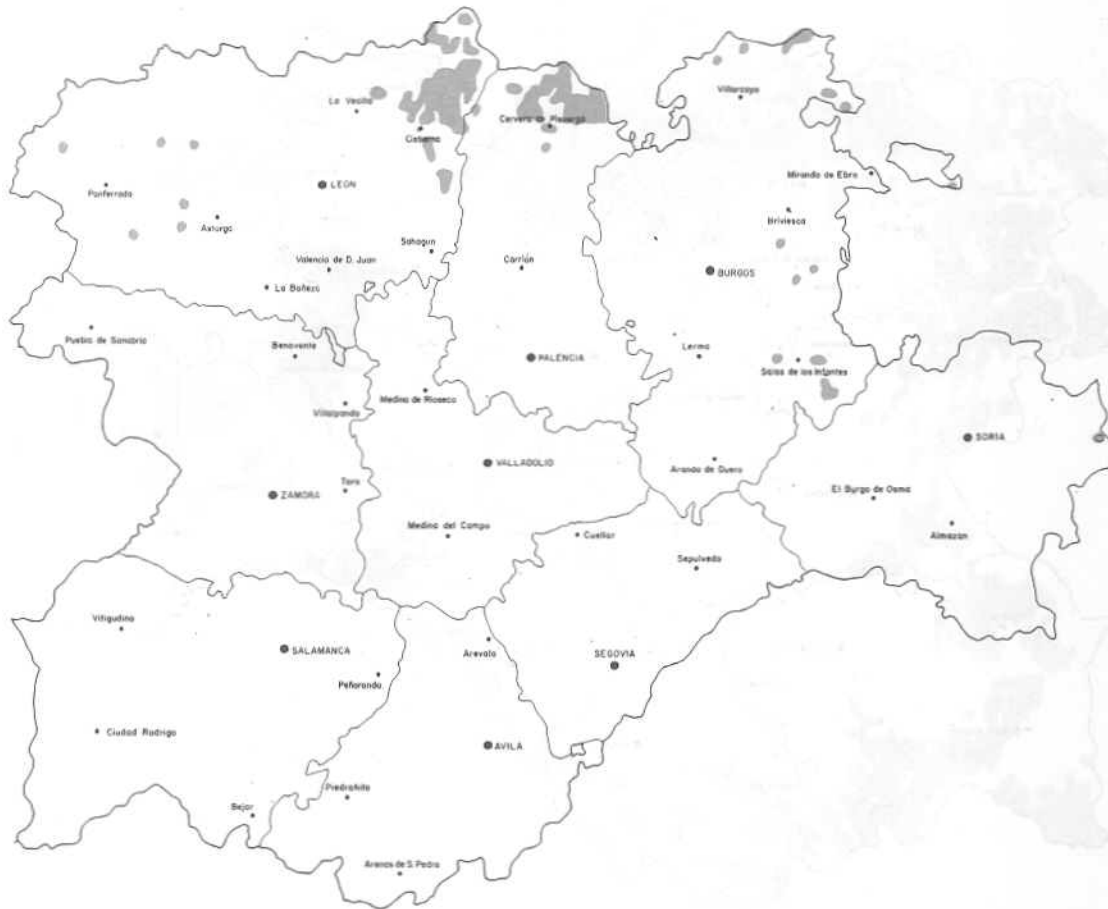 Villarcayo
La Vecilla
Cistierna
Cervera de Pisuerga
Miranda de Ebro
Ponferrada
LEON
Briviesca
Astorga
Sahagun
Carrión
Valencia de D. Juan
BURGOS
La Bañeza
Puebla de Sanabria
Benavente
Lerma
PALENCIA
Salas de los Infantes
Medina de Rioseco
Villalpando
SORIA
VALLADOLID
Aranda de Duero
Toro
ZAMORA
El Burgo de Osma
Medina del Campo
Cuellar
Almazan
Sepulveda
Vitigudino
Arevalo
SALAMANCA
SEGOVIA
Peñaranda
Ciudad Rodrigo
AVILA
Piedrahita
Bejar
Arenas de S. Pedro